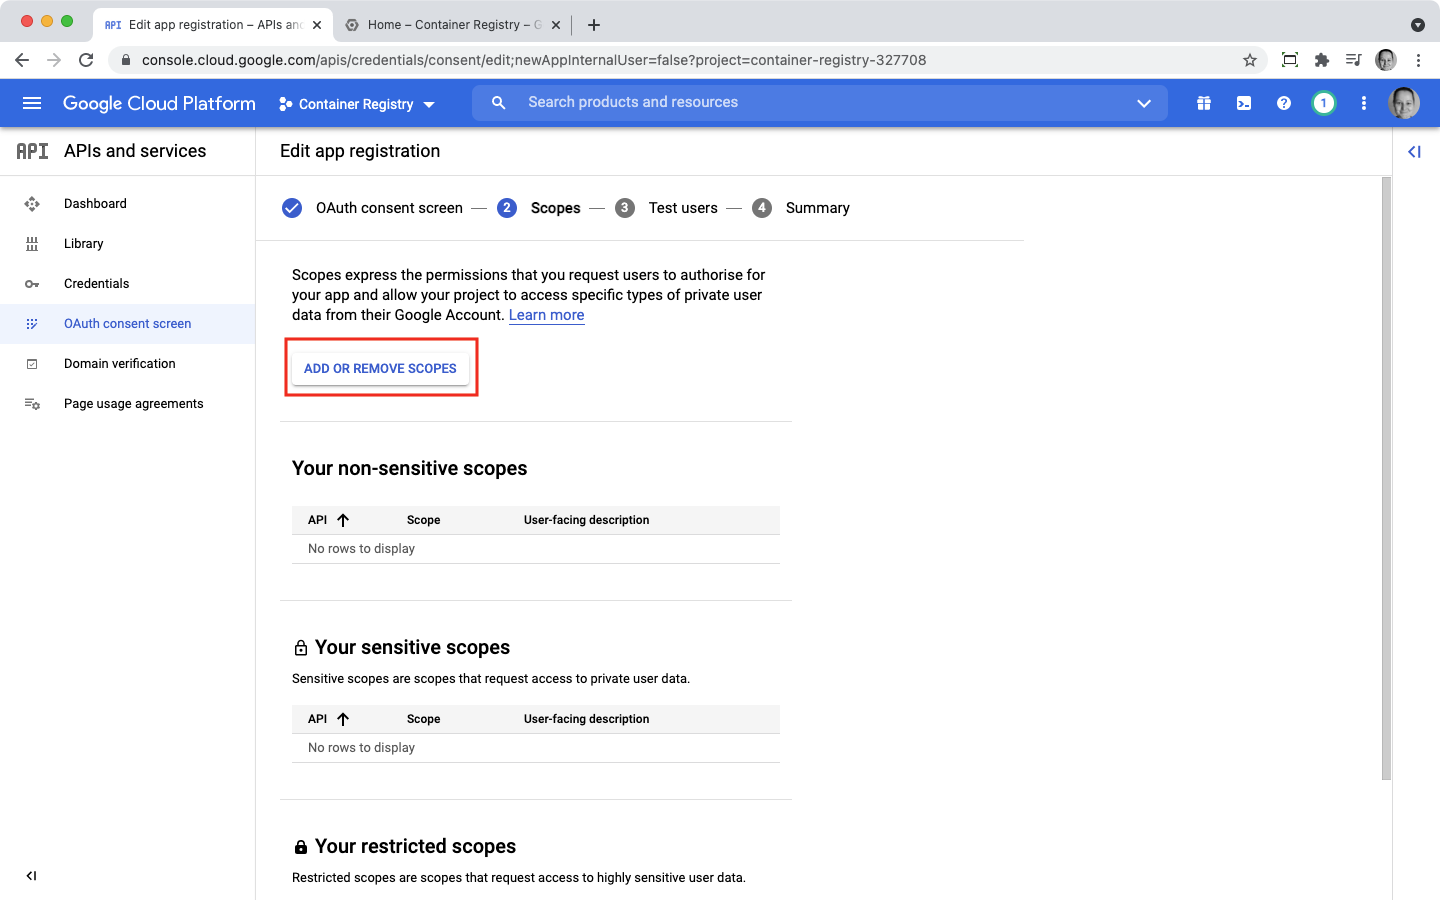 API Edit app registration – APIs an
Home – Container Registry – G
console.cloud.google.com/apis/credentials/consent/edit;newAppInternalUser=false?project=container-registry-327708
Google Cloud Platform
Container Registry
Search products and resources
1
API APIs and services
Edit app registration
Dashboard
Library
Credentials
OAuth consent screen
Domain verification
Page usage agreements
OAuth consent screen — 2 Scopes — 3 Test users — 4 Summary
Scopes express the permissions that you request users to authorise for
your app and allow your project to access specific types of private user
data from their Google Account. Learn more
ADD OR REMOVE SCOPES
Your non-sensitive scopes
API Scope User-facing description
No rows to display
Your sensitive scopes
Sensitive scopes are scopes that request access to private user data.
API Scope User-facing description
No rows to display
Your restricted scopes
Restricted scopes are scopes that request access to highly sensitive user data.